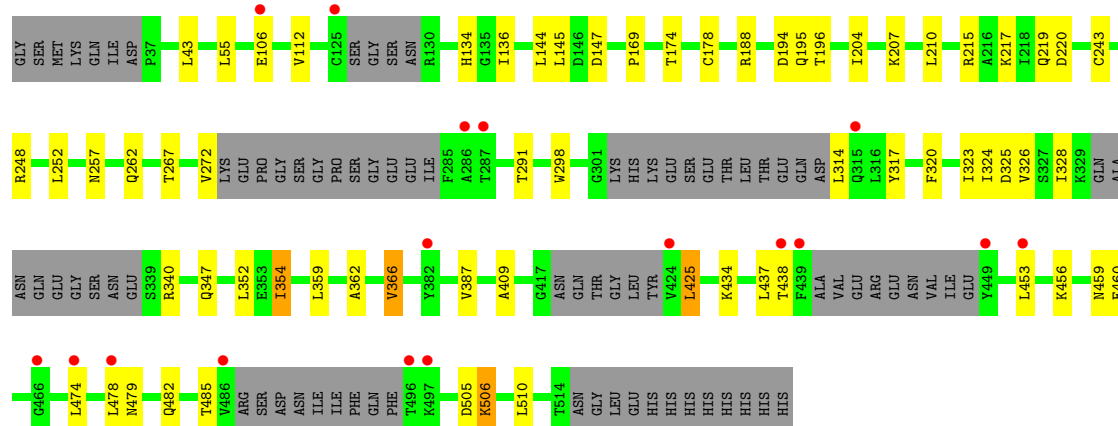 GLY SER MET LYS GLN ILE ASP P37 L43 L55 E106 V112 C125 SER GLY SER ASN R130 H134 G135 I136 L144 L145 D146 D147 P169 T174 C178 R188 D194 Q195 T196 I204 K207 L210 R215 A216 K217 I218 Q219 D220 C243
R248 L252 N257 Q262 T267 V272 LYS GLU PRO GLY SER GLY PRO SER GLY GLU GLU ILE F285 A286 T287 T291 W298 G301 LYS HIS LYS GLU SER GLU THR LEU THR GLU GLN ASP L314 Q315 L316 Y317 F320 I323 I324 D325 V326 S327 I328 K329 GLN ALA
ASN GLN GLU GLY SER ASN GLU S339 R340 Q347 L352 E353 I354 L359 A362 V366 Y382 V387 A409 G417 ASN GLN THR GLY LEU TYR V424 L425 K434 L437 T438 F439 ALA VAL GLU ARG GLU ASN VAL ILE GLU Y449 L453 K456 N459 E460
G466 L474 L478 N479 Q482 T485 V486 ARG SER ASP ASN ILE ILE PHE GLN PHE T496 K497 D505 K506 L510 T514 ASN GLY LEU GLU HIS HIS HIS HIS HIS HIS HIS HIS